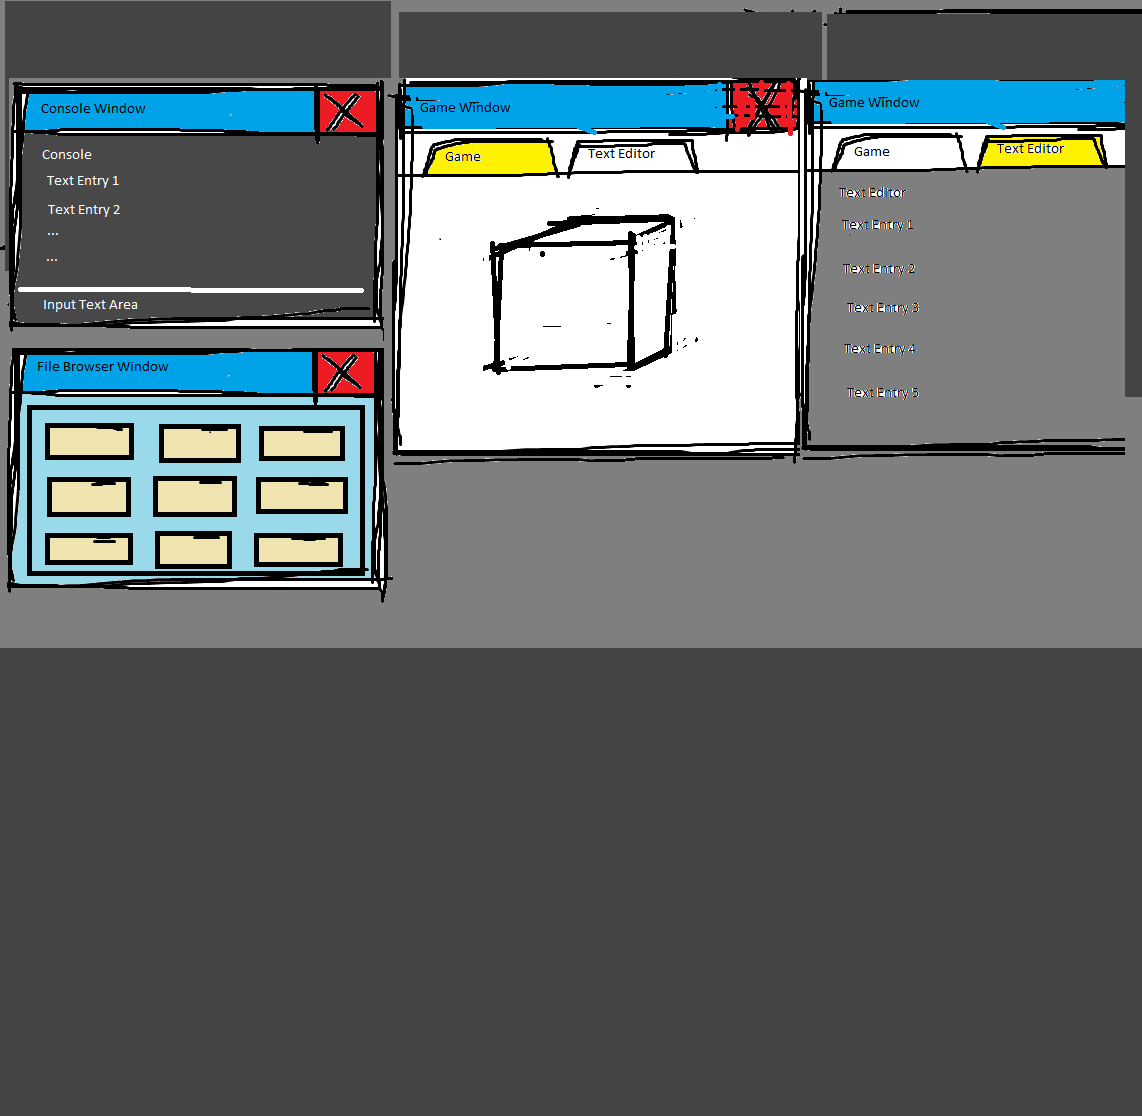 Console Window
Console
Text Entry 1
Text Entry 2
...
...
Input Text Area
File Browser Window
Game Window
Game
Text Editor
Game Window
Game
Text Editor
Text Editor
Text Entry 1
Text Entry 2
Text Entry 3
Text Entry 4
Text Entry 5